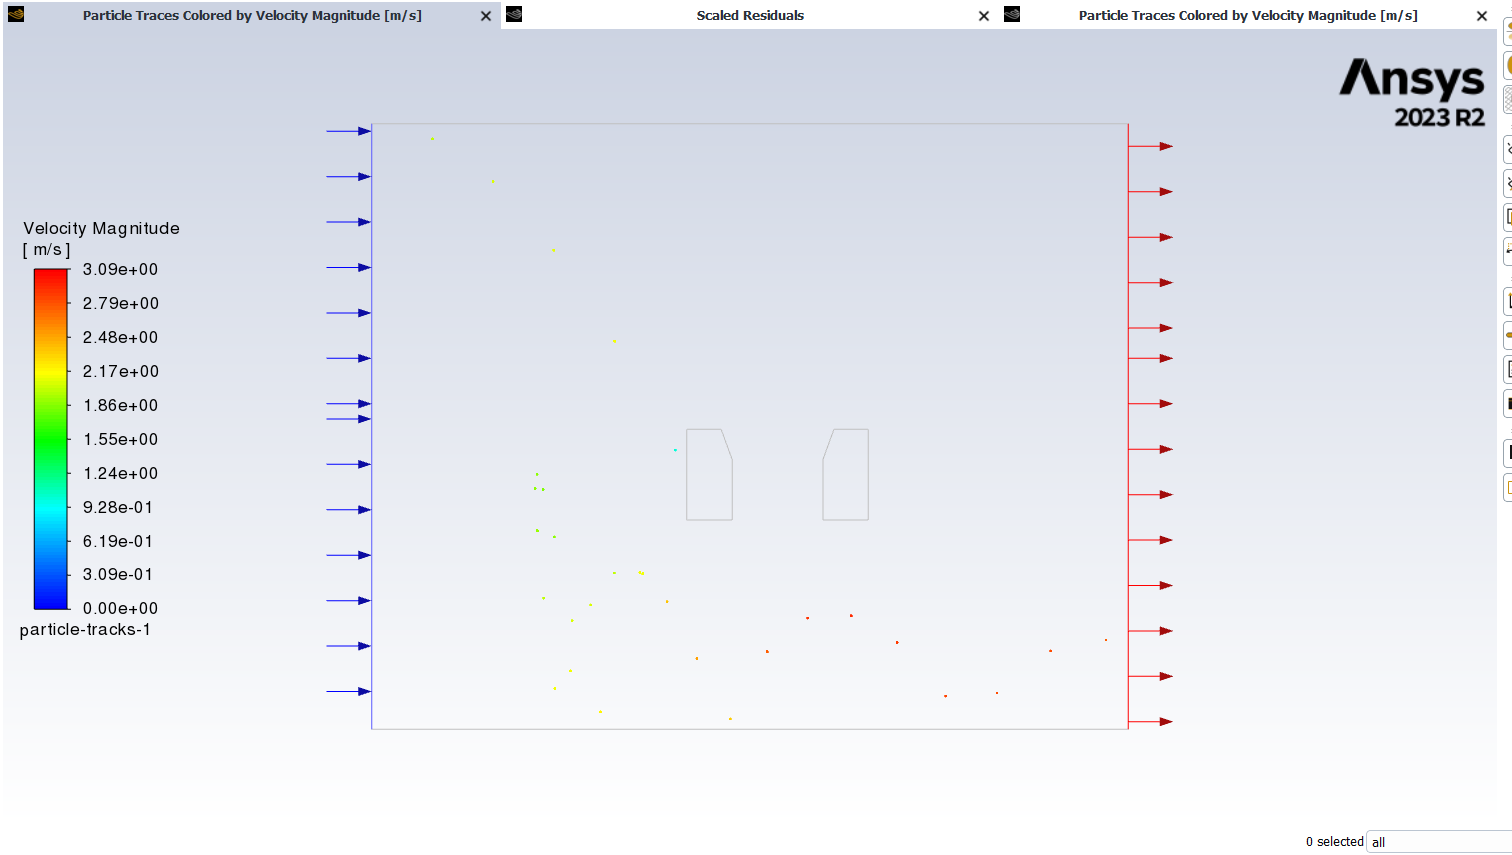 Particle Traces Colored by Velocity Magnitude [m/s]
Scaled Residuals
Particle Traces Colored by Velocity Magnitude [m/s]
Ansys
2023 R2
Velocity Magnitude
[ m/s ]
3.09e+00
2.79e+00
2.48e+00
2.17e+00
1.86e+00
1.55e+00
1.24e+00
9.28e-01
6.19e-01
3.09e-01
0.00e+00
particle-tracks-1
0 selected all